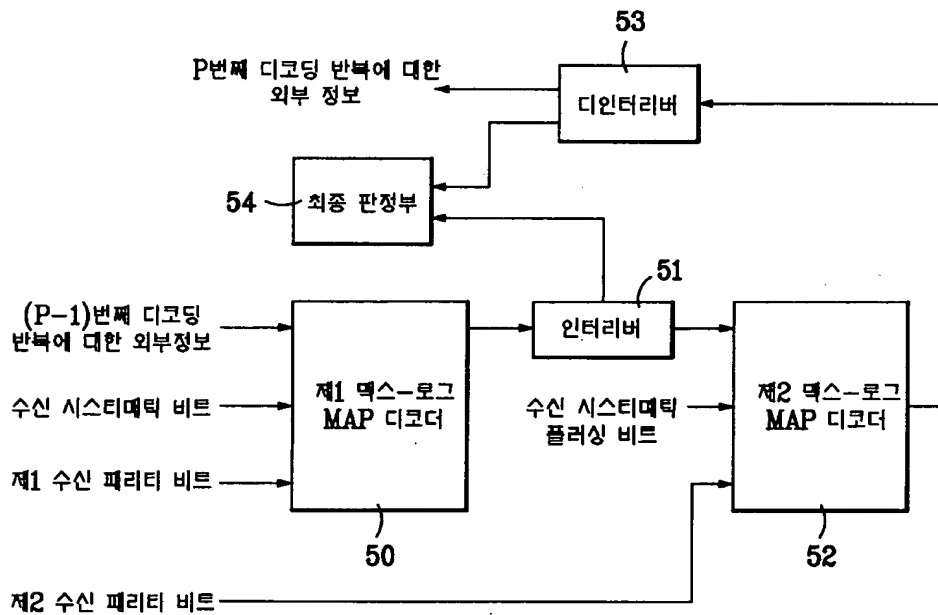 53
P번째 디코딩 반복에 대한
외부 정보
디인터리버
54
최종 판정부
51
(P-1)번째 디코딩
반복에 대한 외부정보
인터리버
수신 시스티매틱 비트
제1 맥스-로그
MAP 디코더
수신 시스티매틱
플러싱 비트
제2 맥스-로그
MAP 디코더
제1 수신 패리티 비트
50
52
제2 수신 패리티 비트